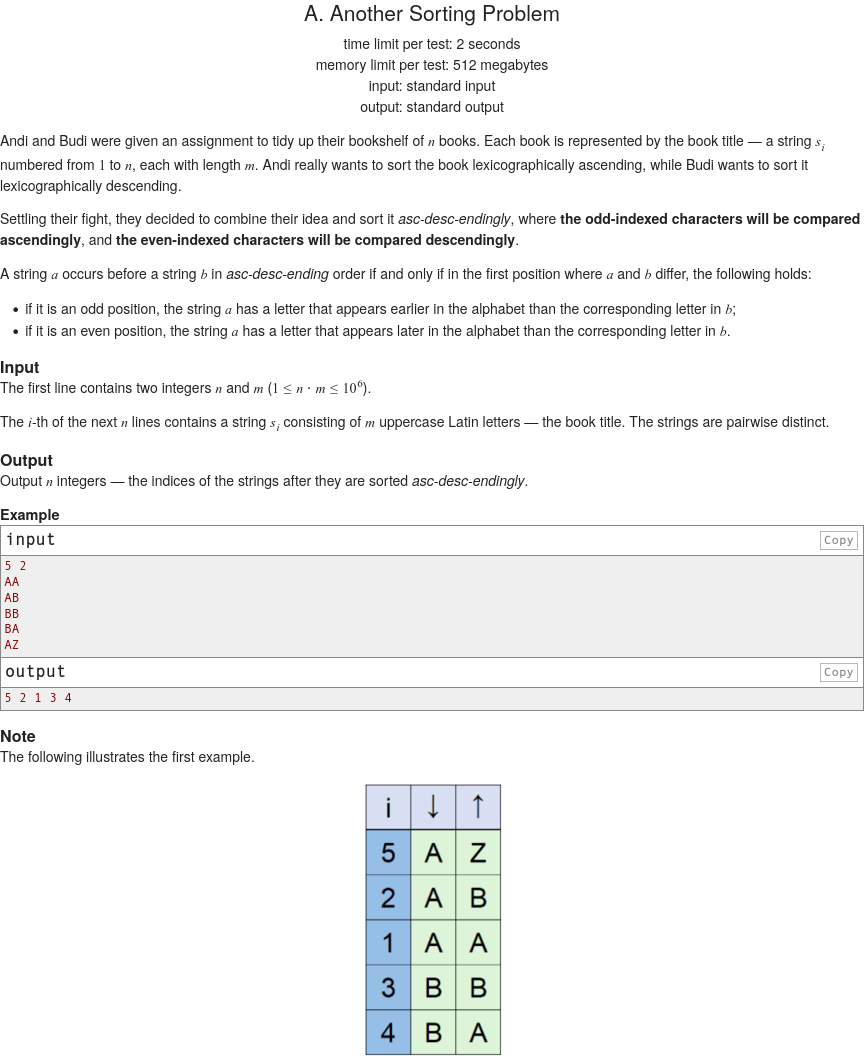 A. Another Sorting Problem
time limit per test: 2 seconds
memory limit per test: 512 megabytes
input: standard input
output: standard output
Andi and Budi were given an assignment to tidy up their bookshelf of n books. Each book is represented by the book title — a string s_i
numbered from 1 to n, each with length m. Andi really wants to sort the book lexicographically ascending, while Budi wants to sort it
lexicographically descending.
Settling their fight, they decided to combine their idea and sort it asc-desc-endingly, where the odd-indexed characters will be compared
ascendingly, and the even-indexed characters will be compared descendingly.
A string a occurs before a string b in asc-desc-ending order if and only if in the first position where a and b differ, the following holds:
• if it is an odd position, the string a has a letter that appears earlier in the alphabet than the corresponding letter in b;
• if it is an even position, the string a has a letter that appears later in the alphabet than the corresponding letter in b.
Input
The first line contains two integers n and m (1 ≤ n · m ≤ 10^6).
The i-th of the next n lines contains a string s_i consisting of m uppercase Latin letters — the book title. The strings are pairwise distinct.
Output
Output n integers — the indices of the strings after they are sorted asc-desc-endingly.
Example
input Copy
5 2
AA
AB
BB
BA
AZ
output Copy
5 2 1 3 4
Note
The following illustrates the first example.
i ↓ ↑
5 A Z
2 A B
1 A A
3 B B
4 B A